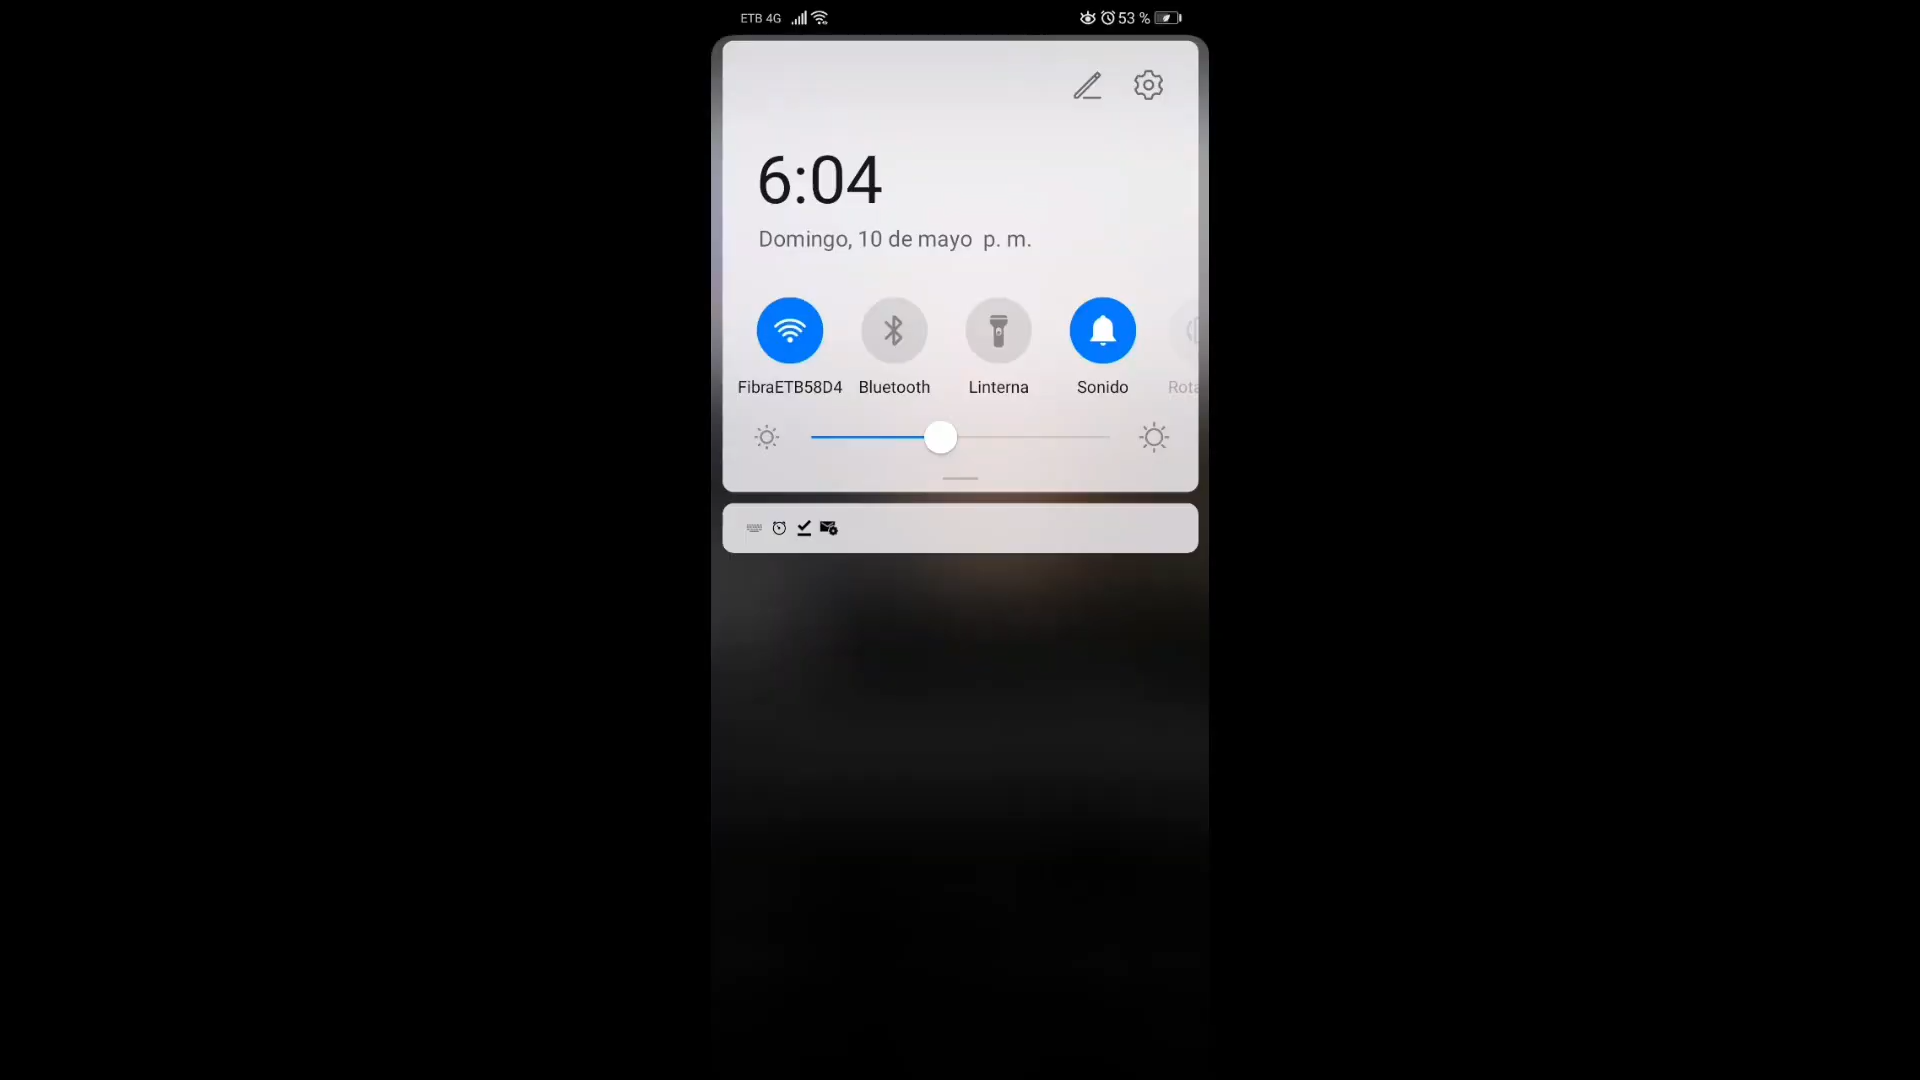 ETB 4G 53 %
6:04
Domingo, 10 de mayo p. m.
FibraETB58D4 Bluetooth Linterna Sonido Rota